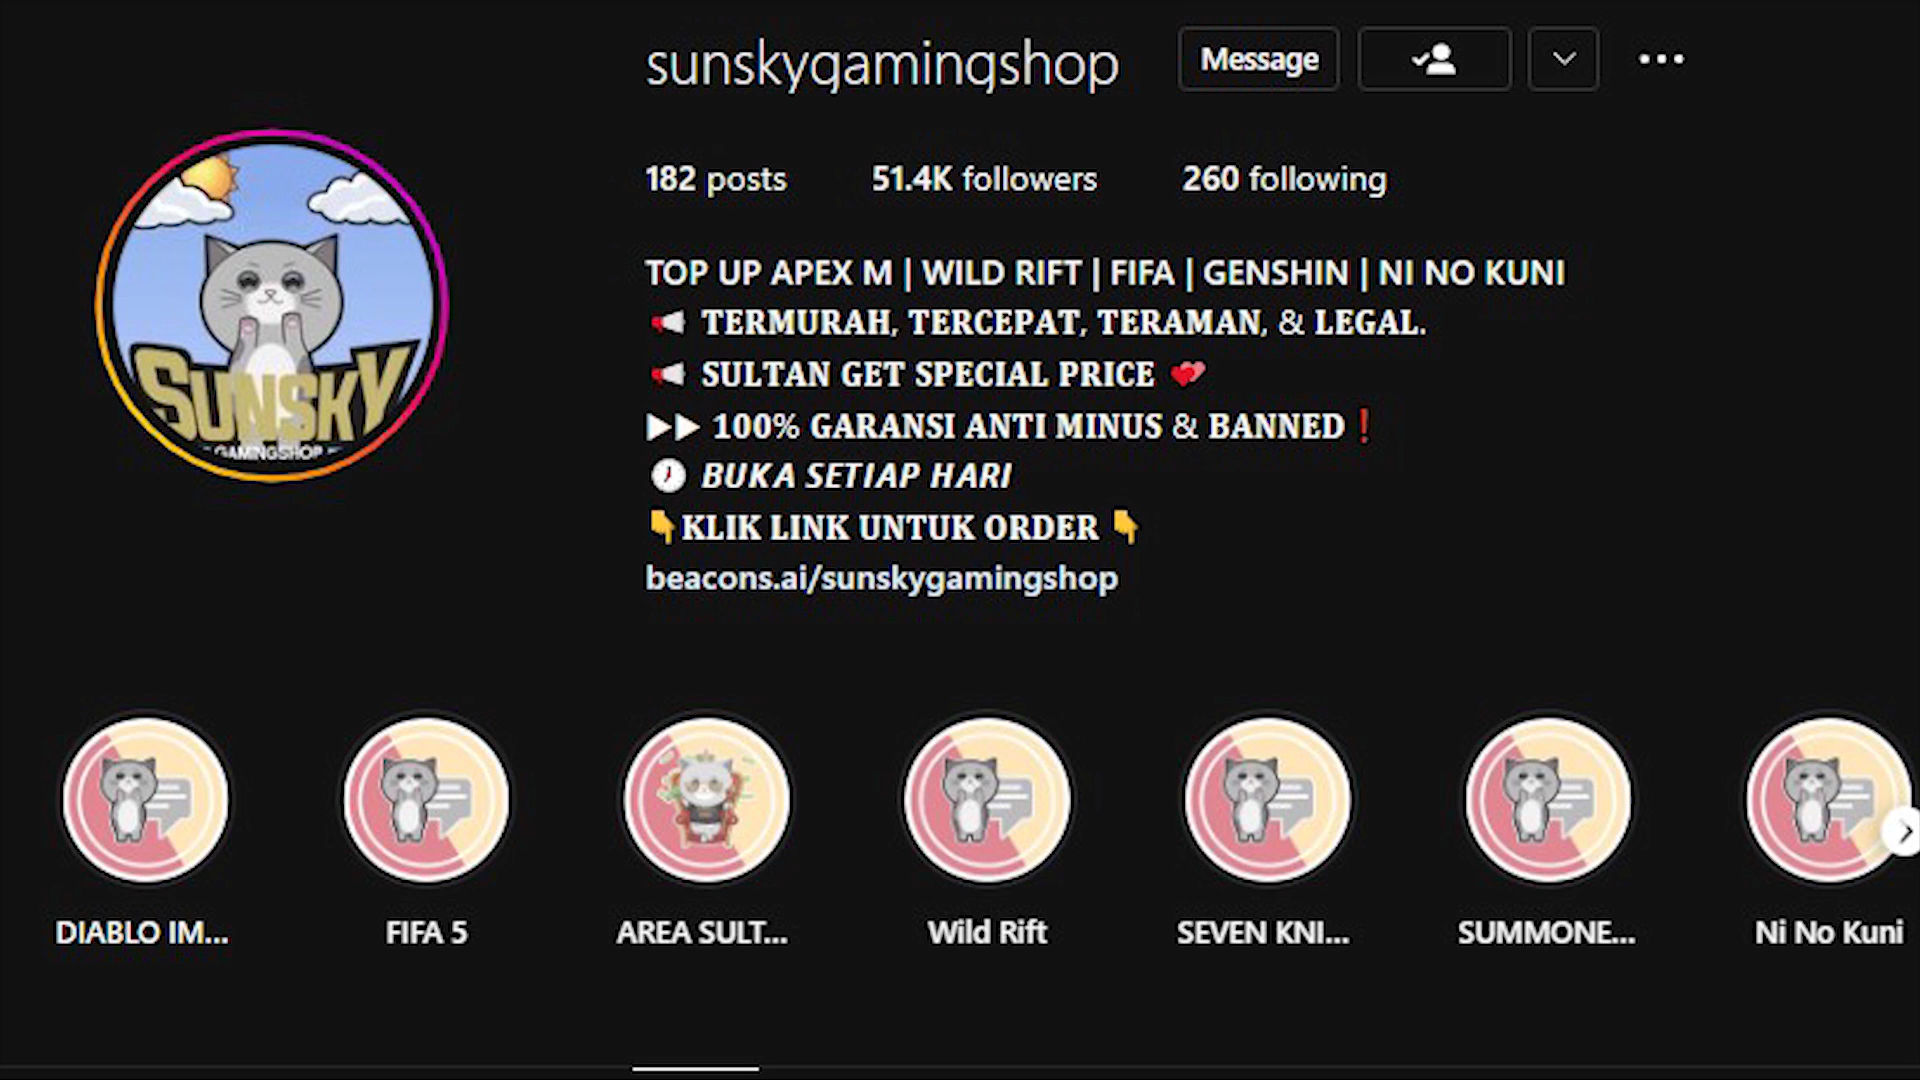 sunskygamingshop
Message
182 posts 51.4K followers 260 following
TOP UP APEX M | WILD RIFT | FIFA | GENSHIN | NI NO KUNI
📢 TERMURAH, TERCEPAT, TERAMAN, & LEGAL.
📢 SULTAN GET SPECIAL PRICE 💕
▶▶ 100% GARANSI ANTI MINUS & BANNED❗
🕖 BUKA SETIAP HARI
👇KLIK LINK UNTUK ORDER 👇
beacons.ai/sunskygamingshop
SUNSKY
GAMINGSHOP
DIABLO IM...
FIFA 5
AREA SULT...
Wild Rift
SEVEN KNI...
SUMMONE...
Ni No Kuni